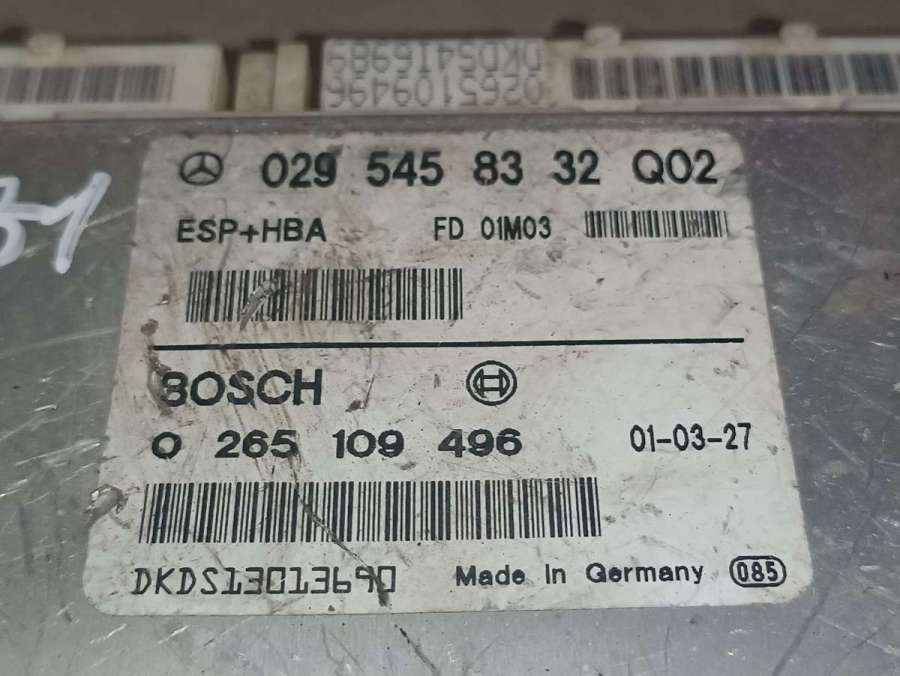 DKDS416989
0265109496
029 545 83 32 Q02
ESP+HBA FD 01M03
BOSCH
0 265 109 496 01-03-27
DKDS13013690 Made In Germany 085